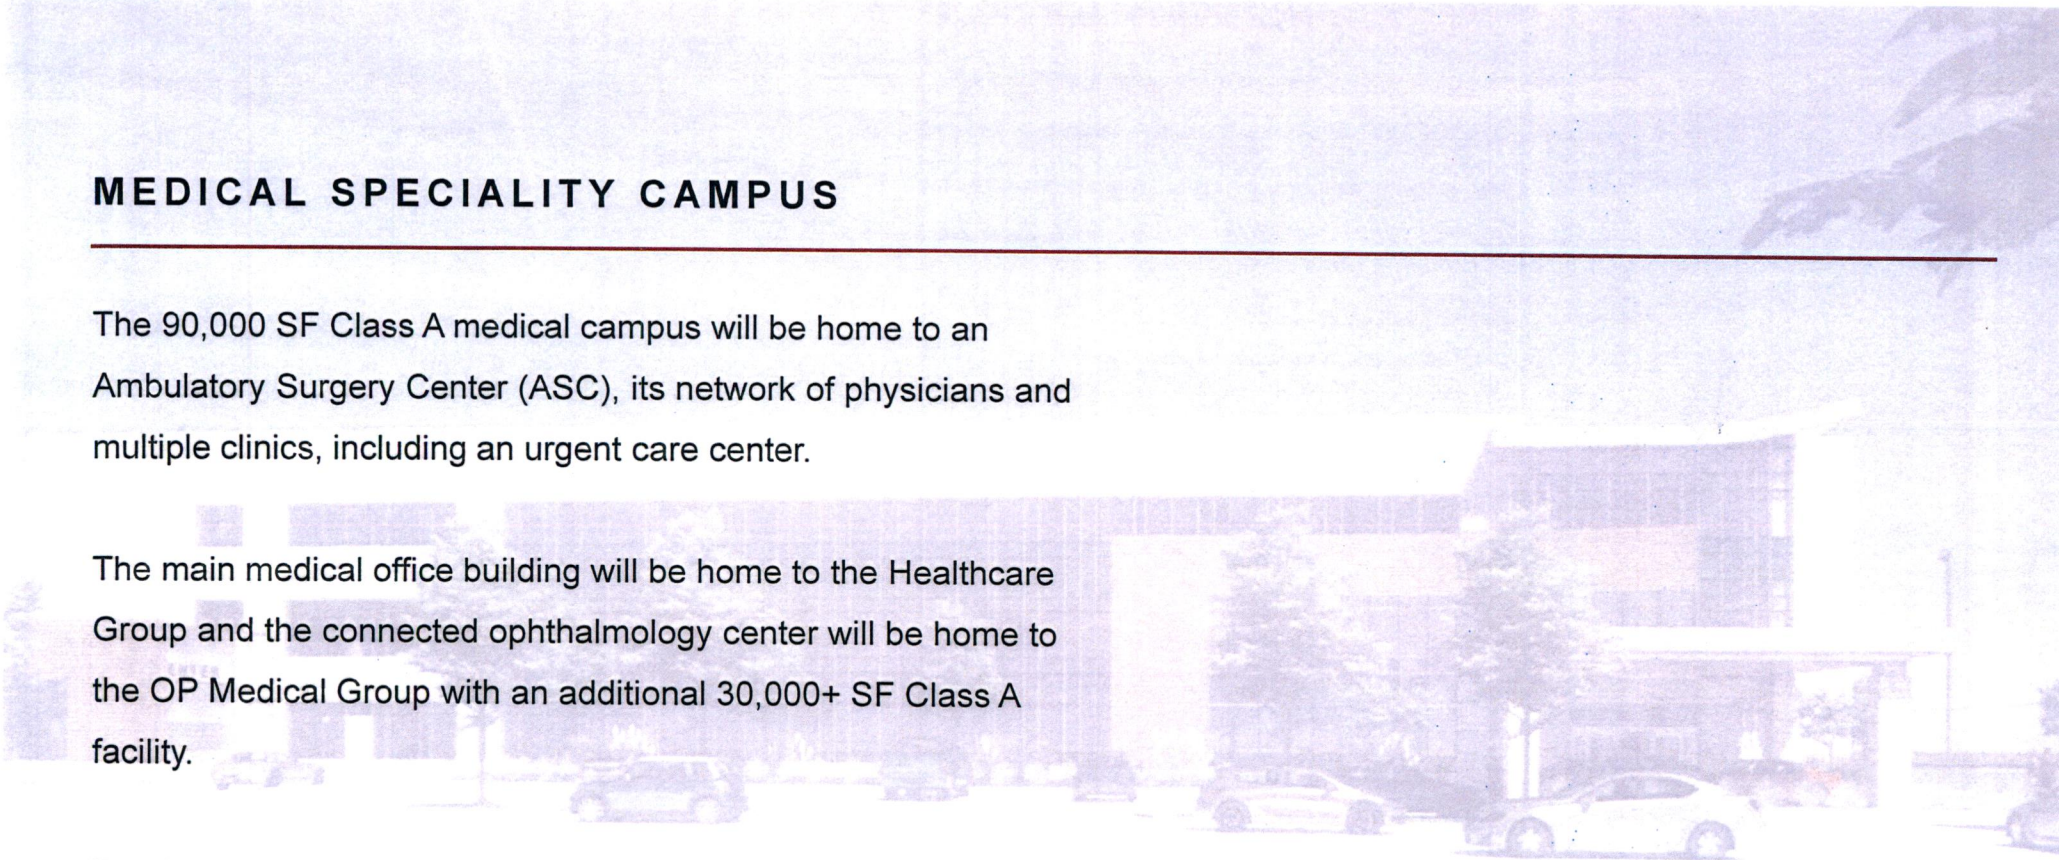 MEDICAL SPECIALITY CAMPUS
The 90,000 SF Class A medical campus will be home to an
Ambulatory Surgery Center (ASC), its network of physicians and
multiple clinics, including an urgent care center.
The main medical office building will be home to the Healthcare
Group and the connected ophthalmology center will be home to
the OP Medical Group with an additional 30,000+ SF Class A
facility.